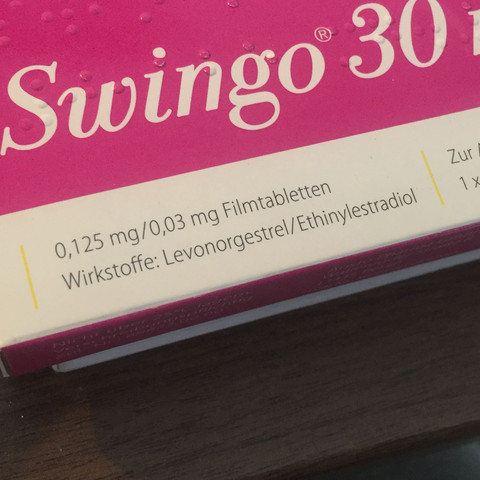 Swingo® 30
0,125 mg/0,03 mg Filmtabletten
Wirkstoffe: Levonorgestrel/Ethinylestradiol
Zur
1 x